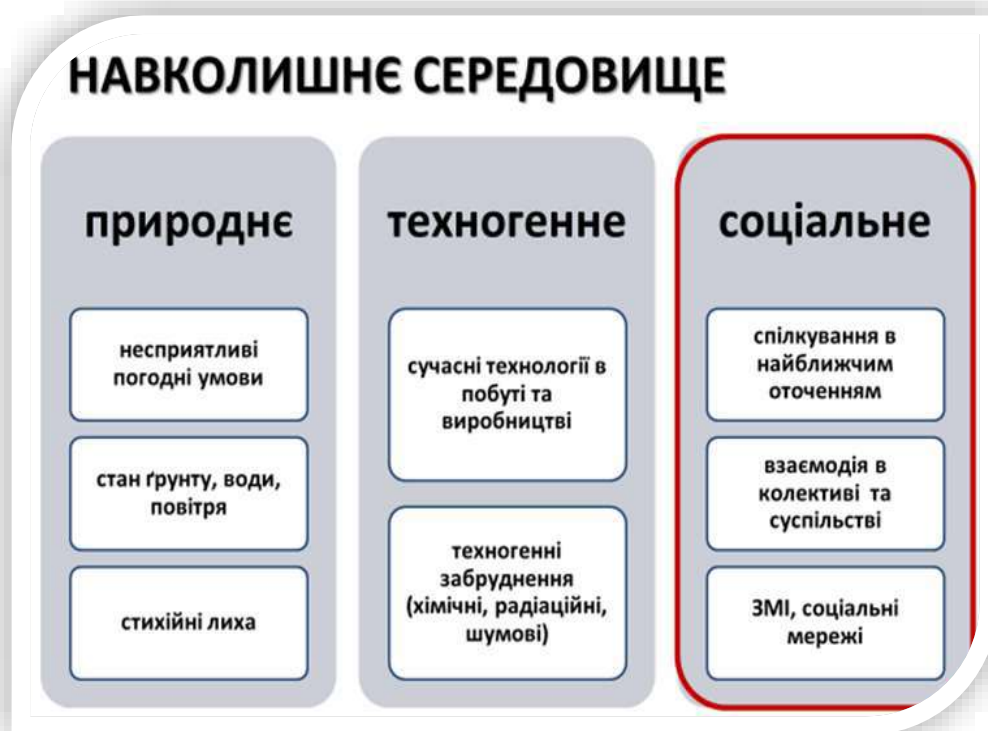 НАВКОЛИШНЄ СЕРЕДОВИЩЕ
природнє
несприятливі
погодні умови
стан ґрунту, води,
повітря
стихійні лиха
техногенне
сучасні технології в
побуті та
виробництві
техногенні
забруднення
(хімічні, радіаційні,
шумові)
соціальне
спілкування в
найближчим
оточенням
взаємодія в
колективі та
суспільстві
ЗМІ, соціальні
мережі